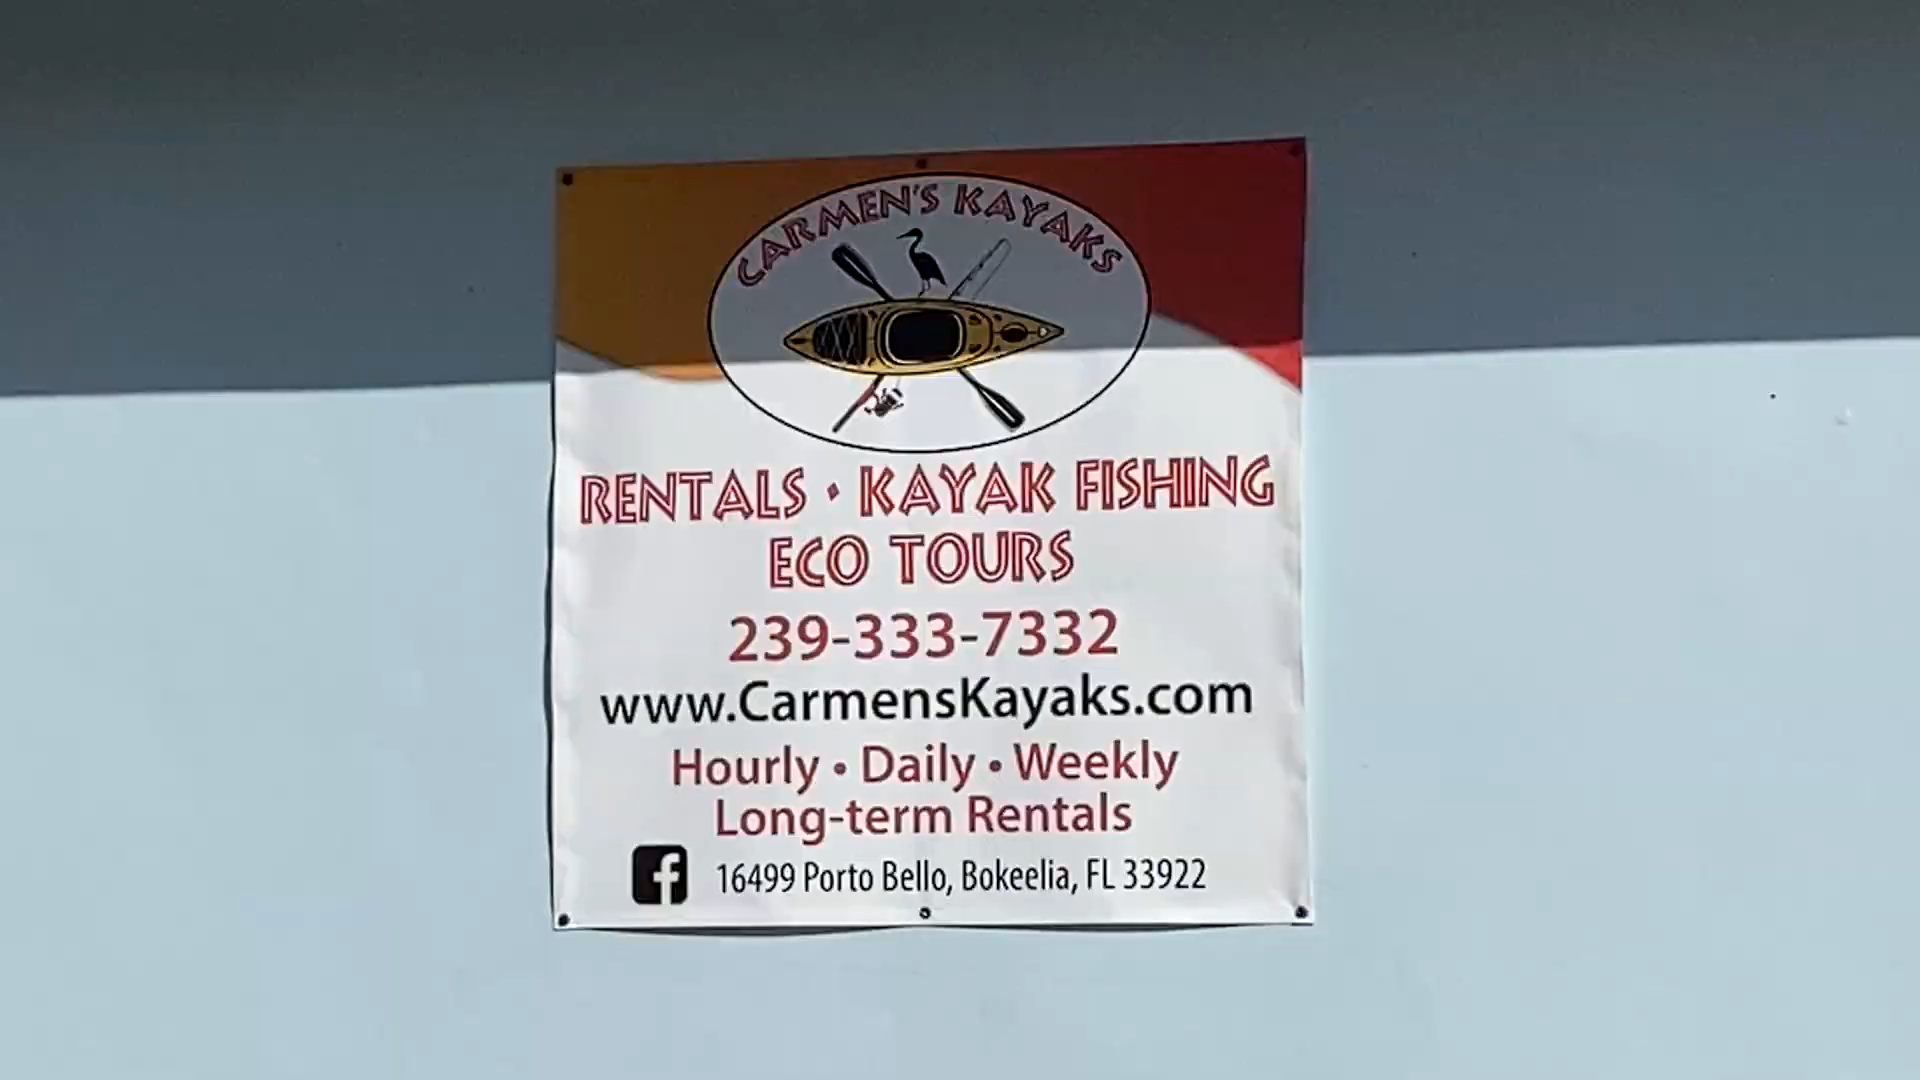 CARMEN'S KAYAKS
RENTALS • KAYAK FISHING
ECO TOURS
239-333-7332
www.CarmensKayaks.com
Hourly • Daily • Weekly
Long-term Rentals
f 16499 Porto Bello, Bokeelia, FL 33922